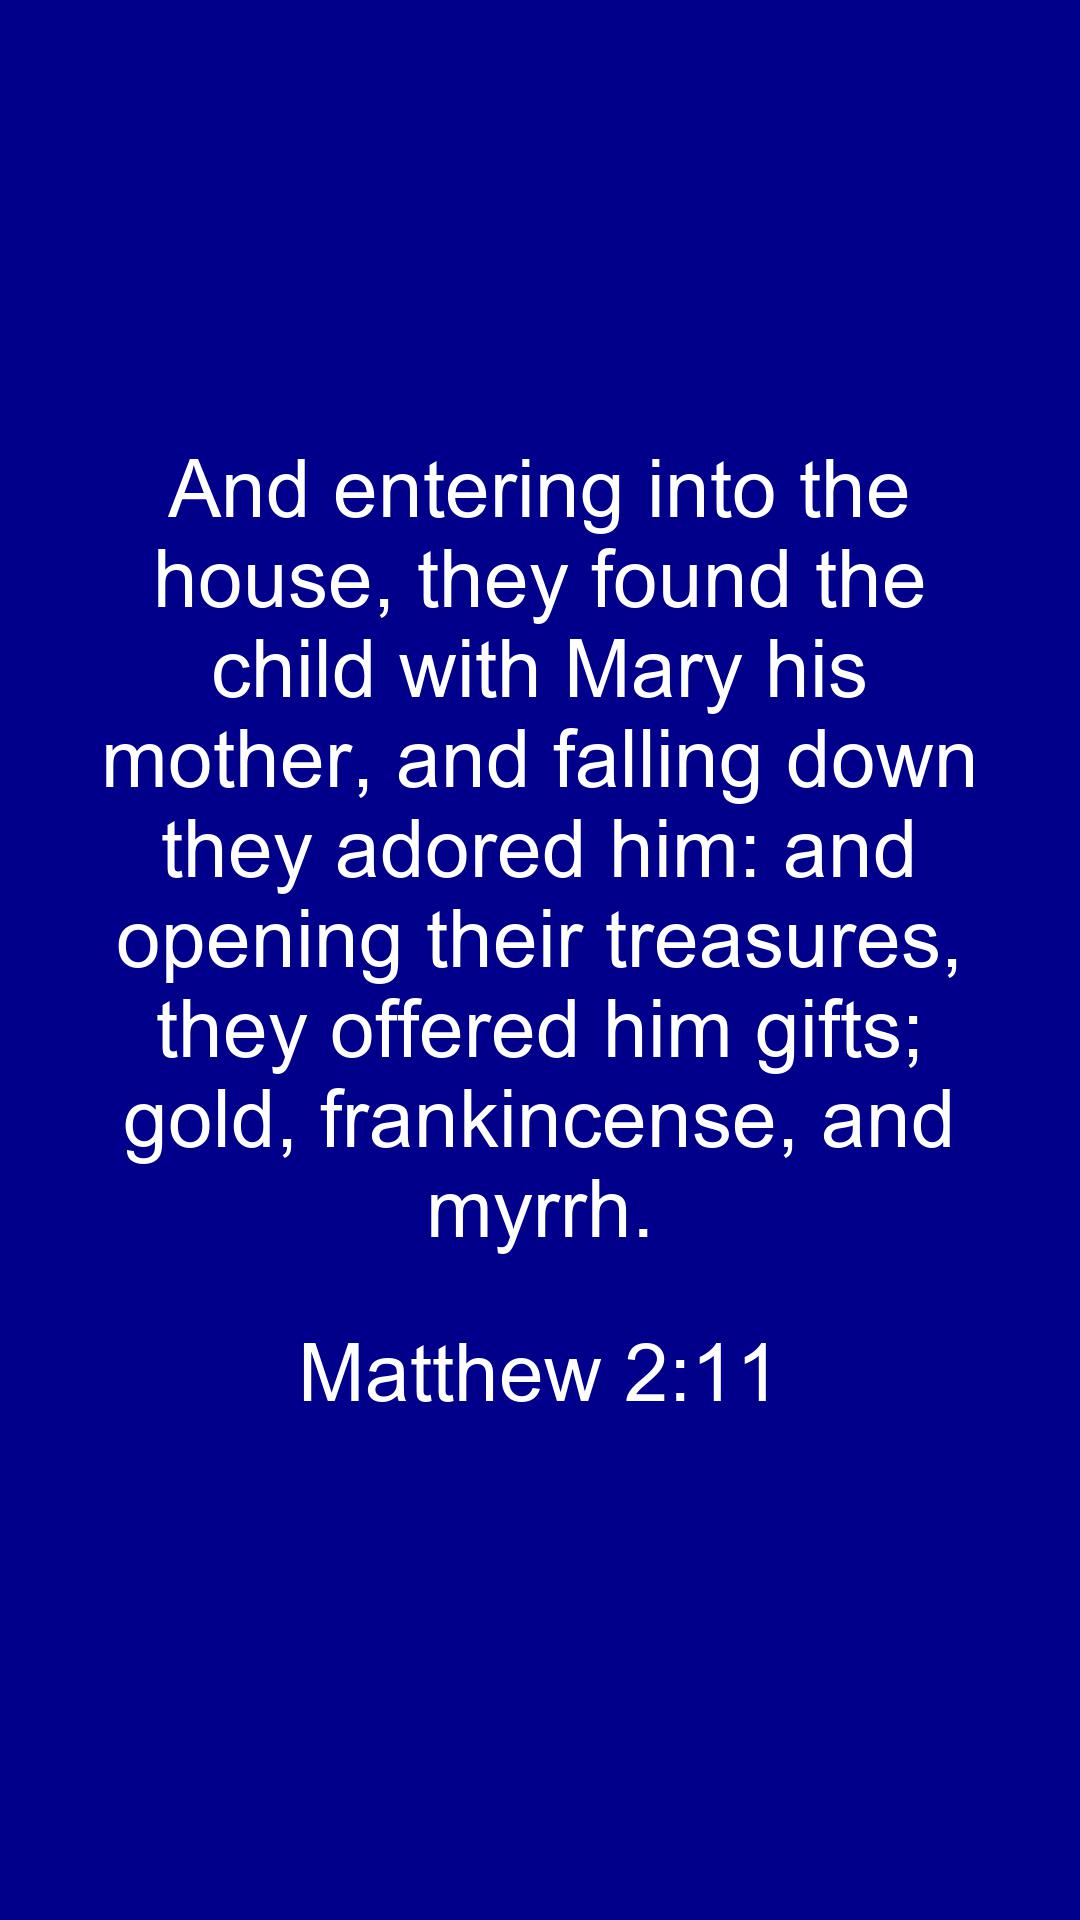 And entering into the
house, they found the
child with Mary his
mother, and falling down
they adored him: and
opening their treasures,
they offered him gifts;
gold, frankincense, and
myrrh.
Matthew 2:11